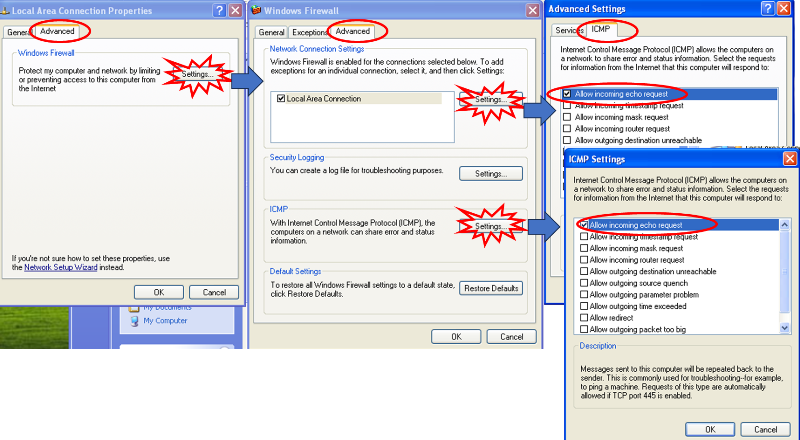 Local Area Connection Properties
General
Advanced
Windows Firewall
Protect my computer and network by limiting
or preventing access to this computer from
the Internet
Settings...
If you're not sure how to set these properties, use
the Network Setup Wizard instead.
OK
Cancel
My Documents
My Computer
Windows Firewall
General
Exceptions
Advanced
Network Connection Settings
Windows Firewall is enabled for the connections selected below. To add
exceptions for an individual connection, select it, and then click Settings:
Local Area Connection
Settings...
Security Logging
You can create a log file for troubleshooting purposes.
Settings...
ICMP
With Internet Control Message Protocol (ICMP), the
computers on a network can share error and status
information.
Settings...
Default Settings
To restore all Windows Firewall settings to a default state,
click Restore Defaults.
Restore Defaults
OK
Cancel
Advanced Settings
Services
ICMP
Internet Control Message Protocol (ICMP) allows the computers
on a network to share error and status information. Select the requests
for information from the Internet that this computer will respond to:
Allow incoming echo request
Allow incoming timestamp request
Allow incoming mask request
Allow incoming router request
Allow outgoing destination unreachable
ICMP Settings
Internet Control Message Protocol (ICMP) allows the computers on
a network to share error and status information. Select the requests
for information from the Internet that this computer will respond to:
Allow incoming echo request
Allow incoming timestamp request
Allow incoming mask request
Allow incoming router request
Allow outgoing destination unreachable
Allow outgoing source quench
Allow outgoing parameter problem
Allow outgoing time exceeded
Allow redirect
Allow outgoing packet too big
Description
Messages sent to this computer will be repeated back to the
sender. This is commonly used for troubleshooting--for example,
to ping a machine. Requests of this type are automatically
allowed if TCP port 445 is enabled.
OK
Cancel